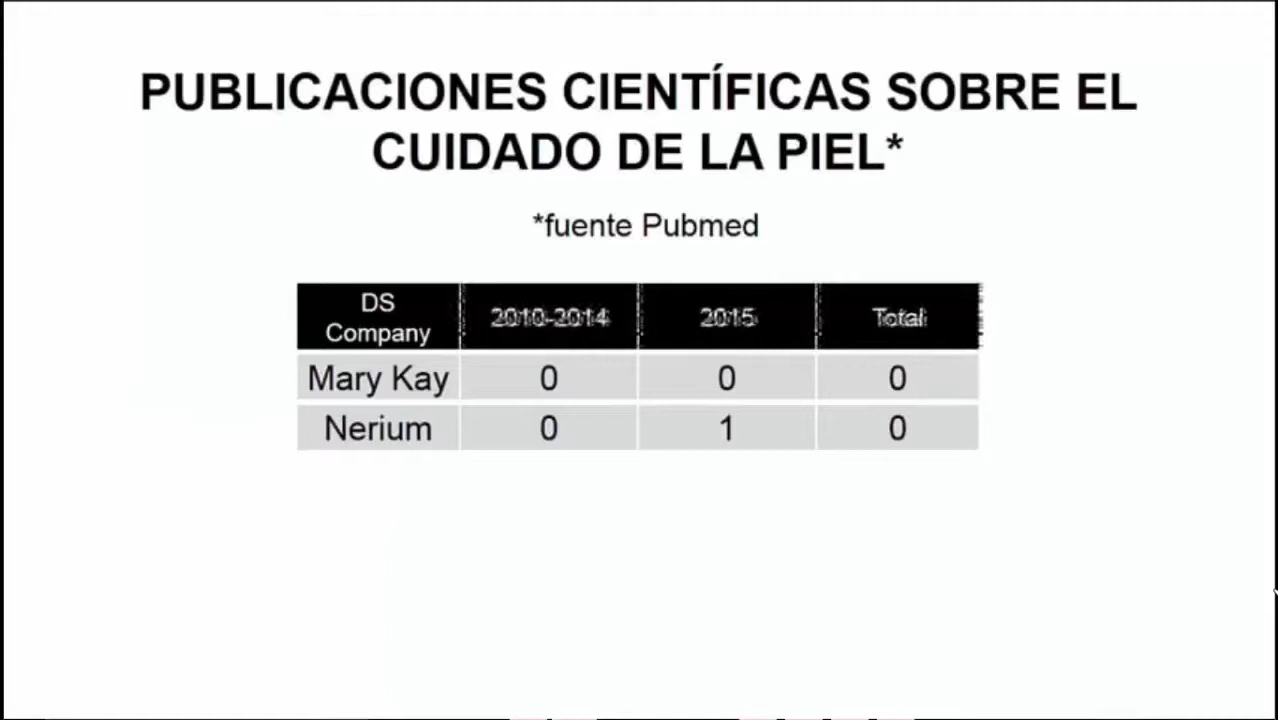 PUBLICACIONES CIENTÍFICAS SOBRE EL
CUIDADO DE LA PIEL*
*fuente Pubmed
DS Company 2010-2014 2015 Total
Mary Kay 0 0 0
Nerium 0 1 0